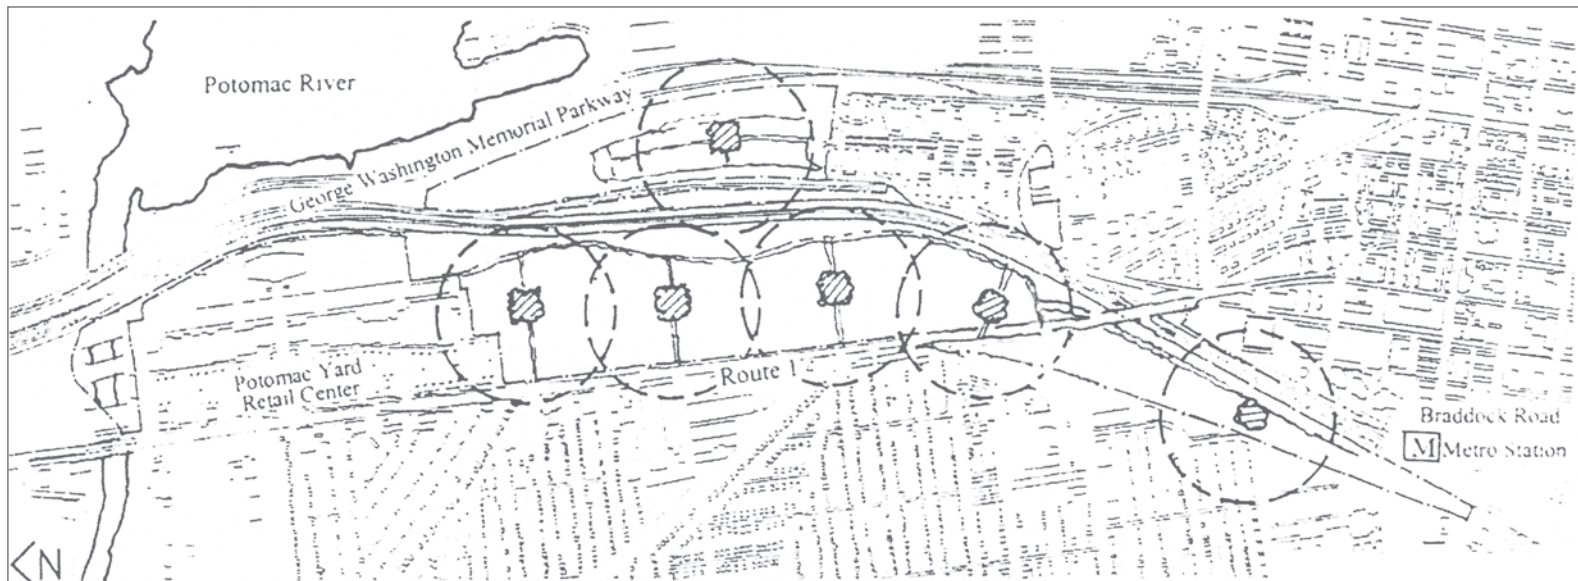 Potomac River
George Washington Memorial Parkway
Potomac Yard
Retail Center
Route 1
Braddock Road
M Metro Station
N